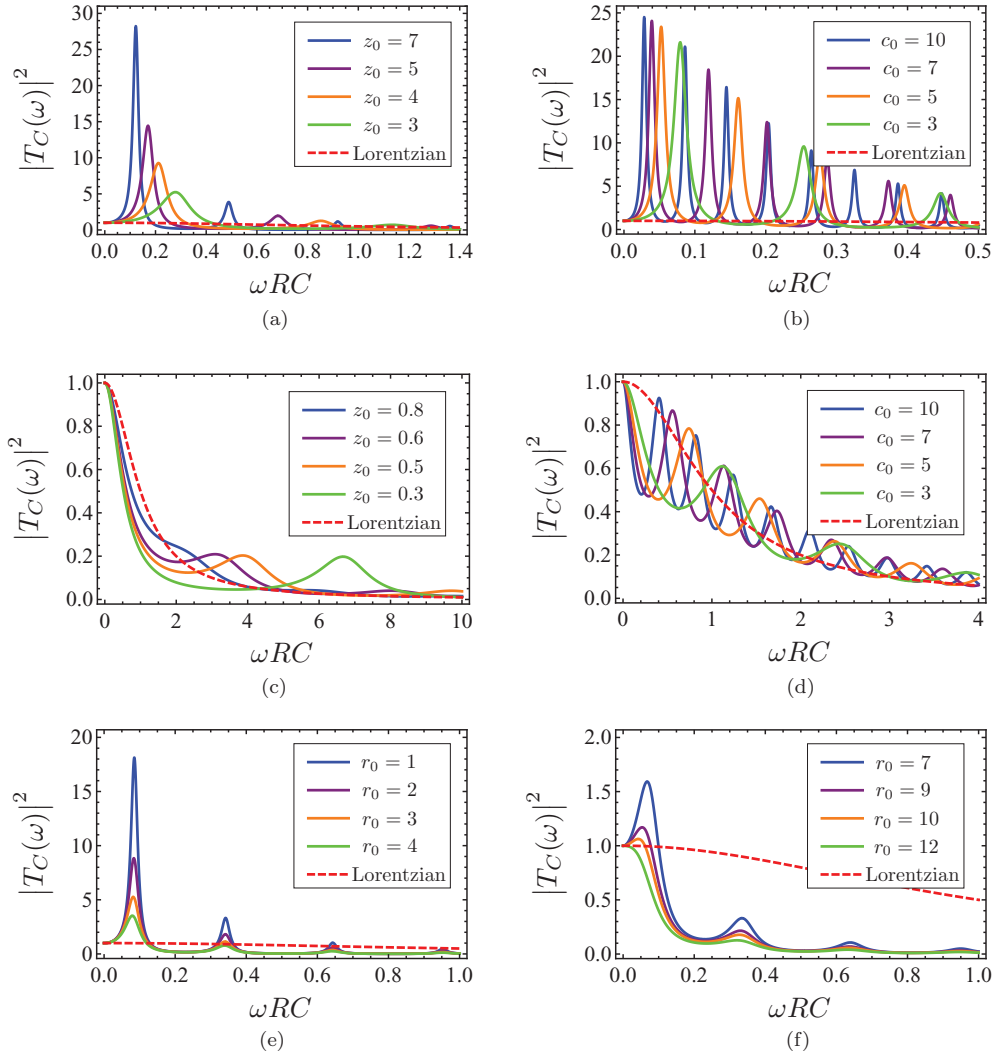 |T_C(ω)|²
30
25
20
15
10
5
0
0.0 0.2 0.4 0.6 0.8 1.0 1.2 1.4
ωRC
z₀ = 7
z₀ = 5
z₀ = 4
z₀ = 3
Lorentzian
(a)
|T_C(ω)|²
25
20
15
10
5
0
0.0 0.1 0.2 0.3 0.4 0.5
ωRC
c₀ = 10
c₀ = 7
c₀ = 5
c₀ = 3
Lorentzian
(b)
|T_C(ω)|²
1.0
0.8
0.6
0.4
0.2
0.0
0 2 4 6 8 10
ωRC
z₀ = 0.8
z₀ = 0.6
z₀ = 0.5
z₀ = 0.3
Lorentzian
(c)
|T_C(ω)|²
1.0
0.8
0.6
0.4
0.2
0.0
0 1 2 3 4
ωRC
c₀ = 10
c₀ = 7
c₀ = 5
c₀ = 3
Lorentzian
(d)
|T_C(ω)|²
20
15
10
5
0
0.0 0.2 0.4 0.6 0.8 1.0
ωRC
r₀ = 1
r₀ = 2
r₀ = 3
r₀ = 4
Lorentzian
(e)
|T_C(ω)|²
2.0
1.5
1.0
0.5
0.0
0.0 0.2 0.4 0.6 0.8 1.0
ωRC
r₀ = 7
r₀ = 9
r₀ = 10
r₀ = 12
Lorentzian
(f)